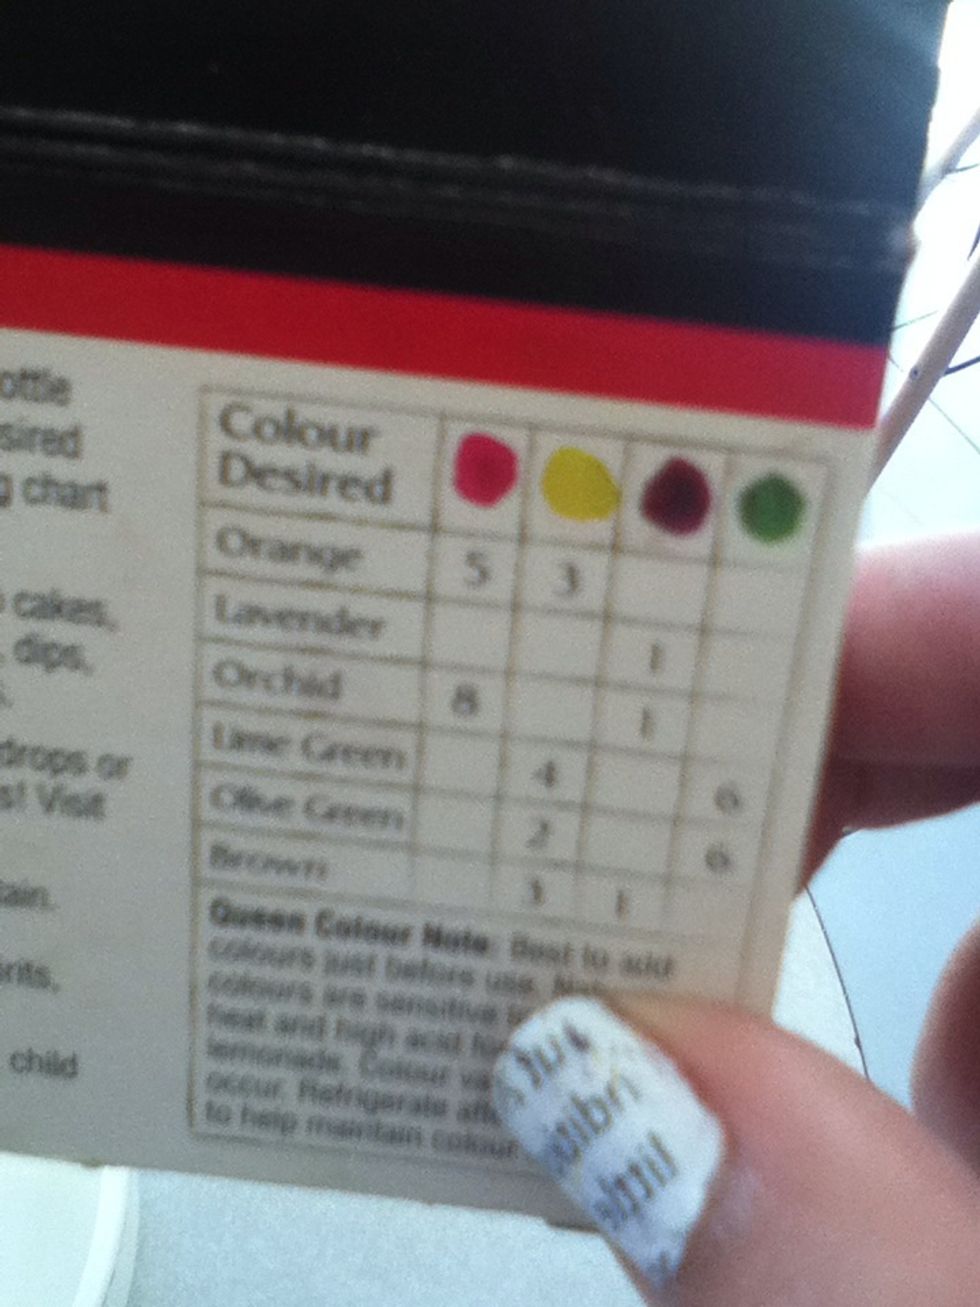 ottle
sired
g chart
cakes,
dips,
drops or
s! Visit
tain.
child
Colour
Desired
Orange 5 3
Lavender 1
Orchid 8 1
Lime Green 4 6
Olive Green 2 6
Brown 3 1
Queen Colour Note: Best to add
colours just before use.
colours are sensitive
heat and high acid
lemonade. Colour
occur. Refrigerate
to help maintain colour